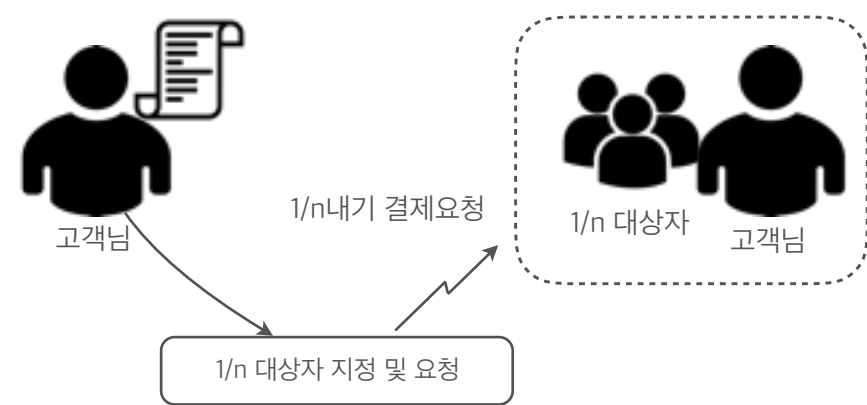 고객님
1/n내기 결제요청
1/n 대상자
고객님
1/n 대상자 지정 및 요청